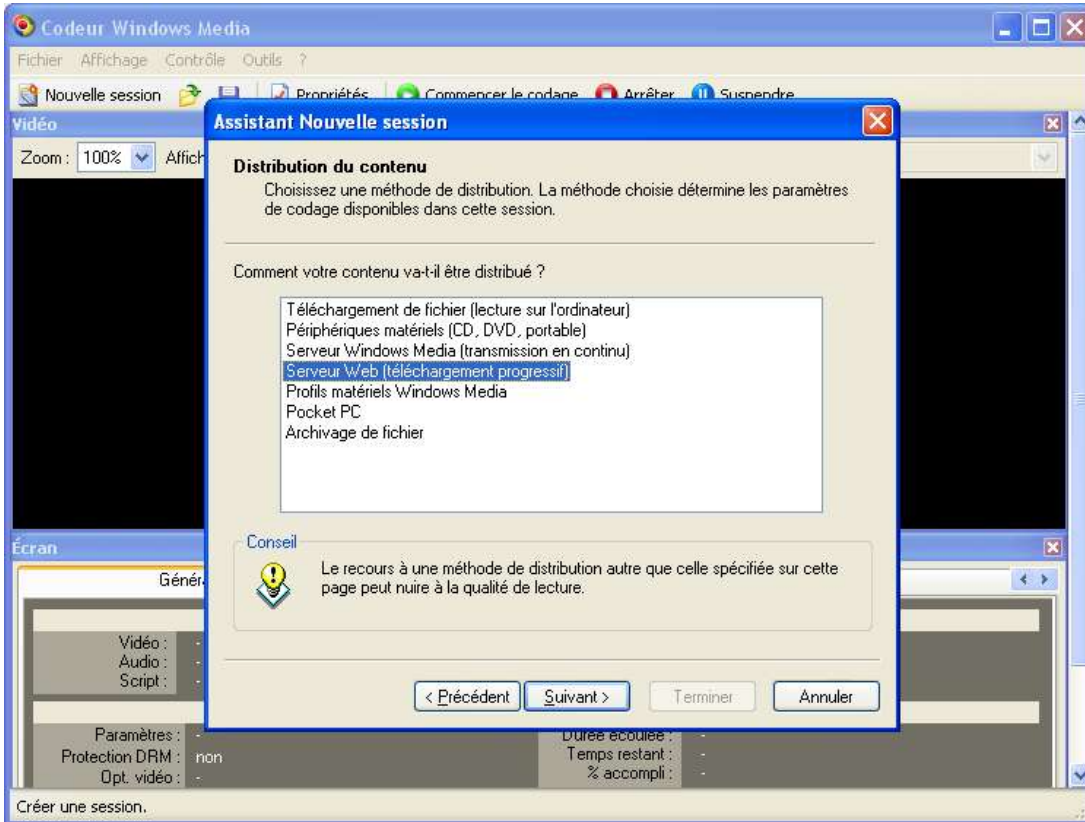 Codeur Windows Media
Fichier Affichage Contrôle Outils ?
Nouvelle session Propriétés Commencer le codage Arrêter Suspendre
Vidéo
Zoom : 100% Affich
Assistant Nouvelle session
Distribution du contenu
Choisissez une méthode de distribution. La méthode choisie détermine les paramètres
de codage disponibles dans cette session.
Comment votre contenu va-t-il être distribué ?
Téléchargement de fichier (lecture sur l'ordinateur)
Périphériques matériels (CD, DVD, portable)
Serveur Windows Media (transmission en continu)
Serveur Web (téléchargement progressif)
Profils matériels Windows Media
Pocket PC
Archivage de fichier
Conseil
Le recours à une méthode de distribution autre que celle spécifiée sur cette
page peut nuire à la qualité de lecture.
< Précédent Suivant > Terminer Annuler
Écran
Génér
Vidéo : -
Audio : -
Script : -
Paramètres : -
Protection DRM : non
Opt. vidéo : -
Durée écoulée : -
Temps restant : -
% accompli : -
Créer une session.